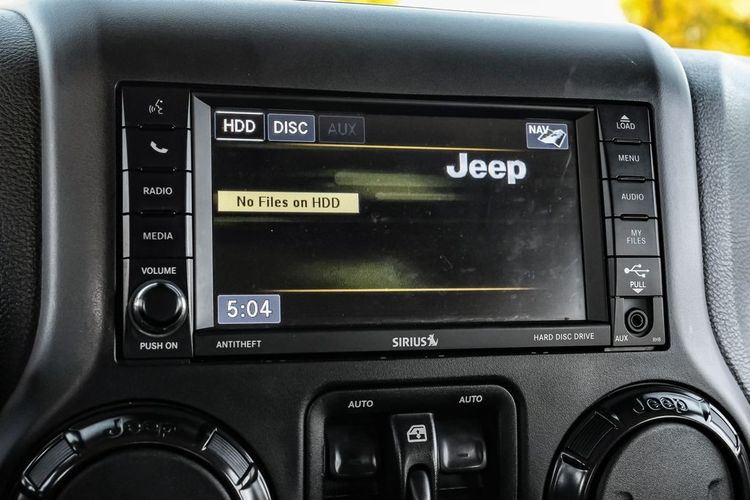 HDD DISC AUX NAV
Jeep
No Files on HDD
5:04
RADIO
MEDIA
VOLUME
PUSH ON
LOAD
MENU
AUDIO
MY
FILES
PULL
AUX RHB
ANTITHEFT SIRIUS HARD DISC DRIVE
AUTO AUTO
Jeep Jeep